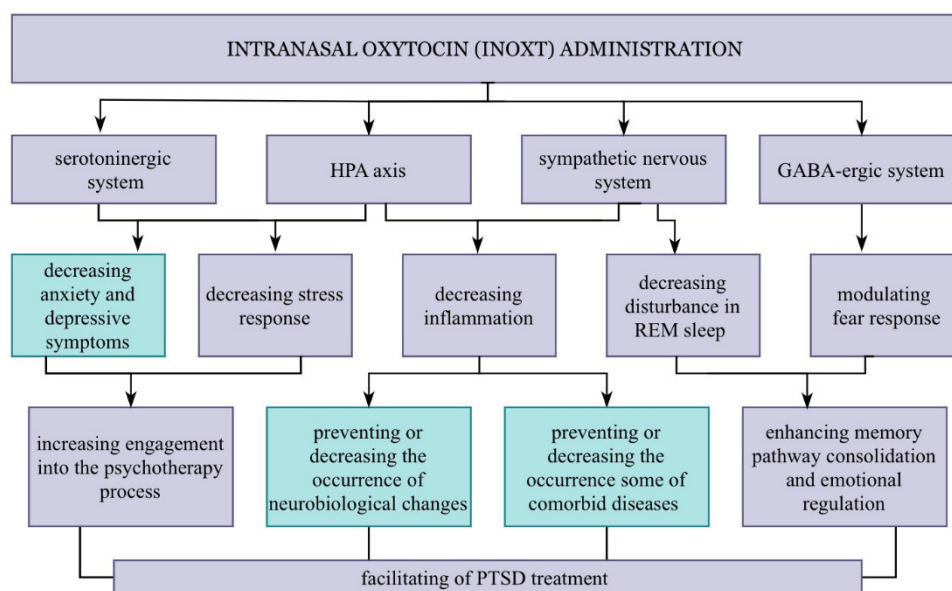 INTRANASAL OXYTOCIN (INOXT) ADMINISTRATION
serotoninergic
system
HPA axis
sympathetic nervous
system
GABA-ergic system
decreasing
anxiety and
depressive
symptoms
decreasing stress
response
decreasing
inflammation
decreasing
disturbance in
REM sleep
modulating
fear response
increasing engagement
into the psychotherapy
process
preventing or
decreasing the
occurrence of
neurobiological changes
preventing or
decreasing the
occurrence some of
comorbid diseases
enhancing memory
pathway consolidation
and emotional
regulation
facilitating of PTSD treatment